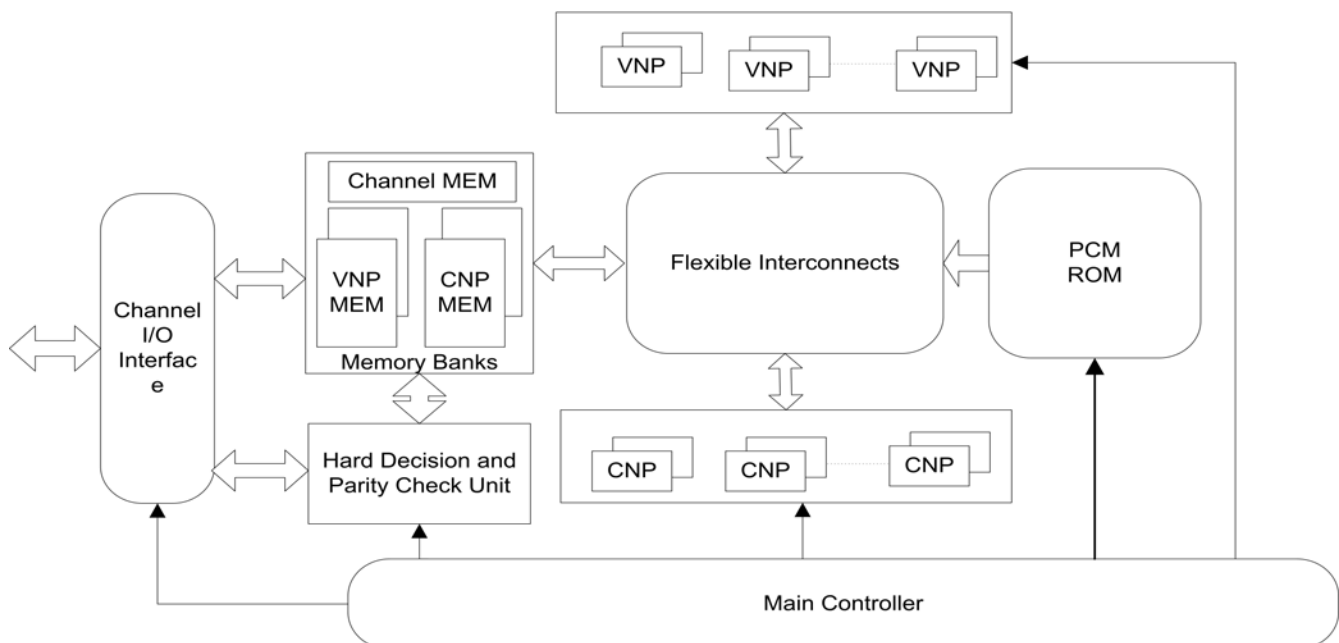 VNP
VNP
VNP
Channel MEM
VNP
MEM
CNP
MEM
Memory Banks
Channel
I/O
Interfac
e
Flexible Interconnects
PCM
ROM
Hard Decision and
Parity Check Unit
CNP
CNP
CNP
Main Controller